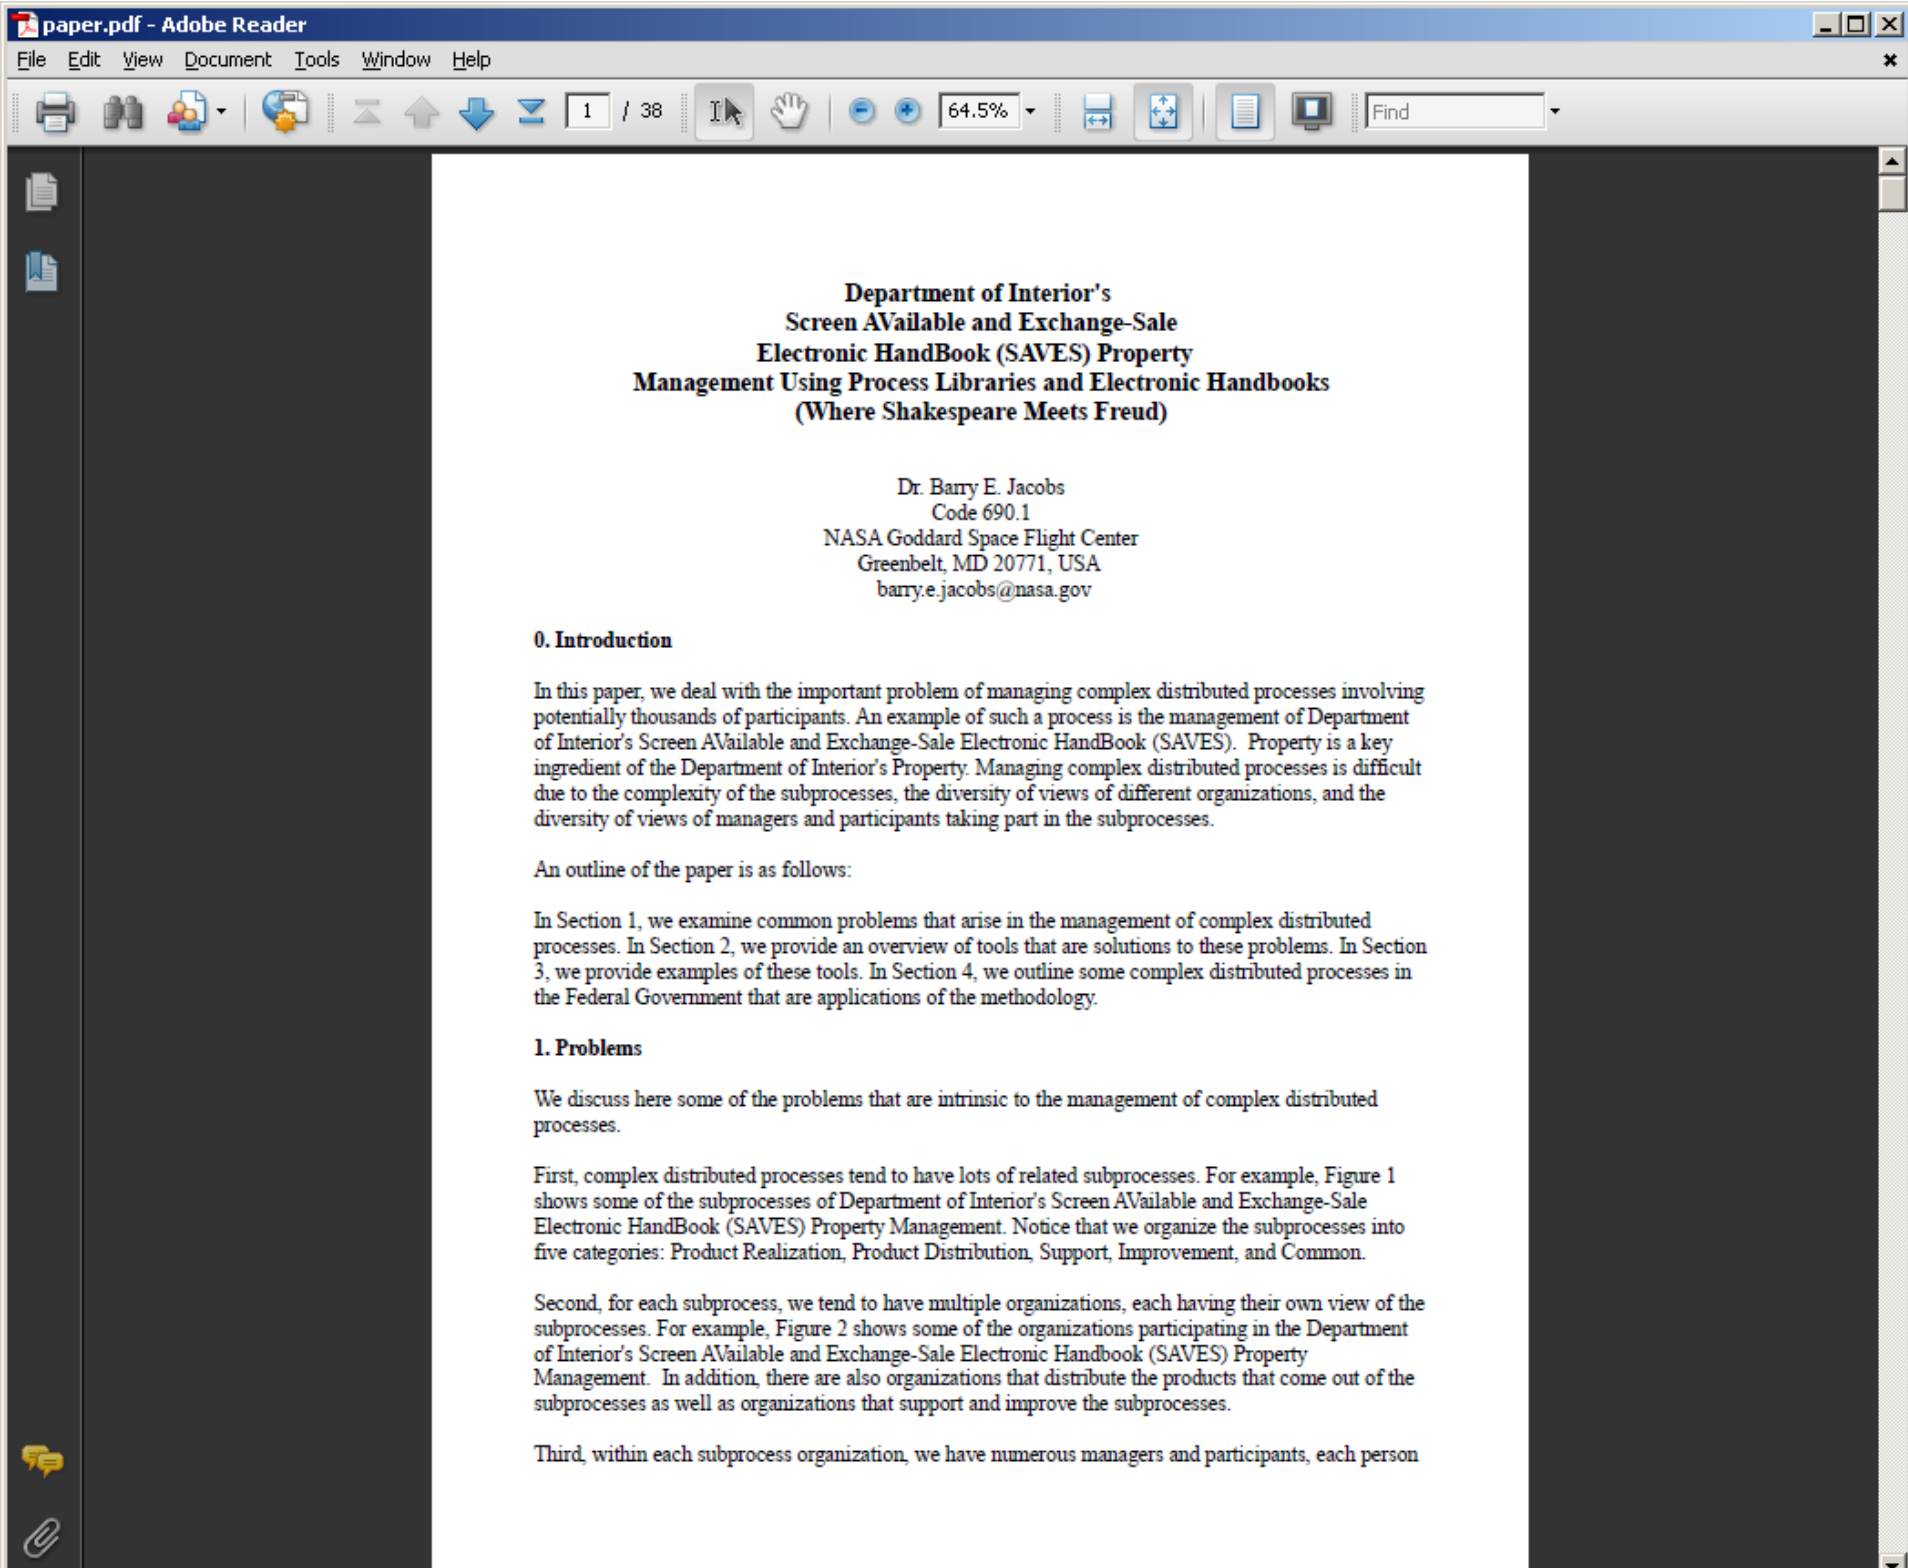 paper.pdf - Adobe Reader
File Edit View Document Tools Window Help
1 / 38 64.5% Find
Department of Interior's
Screen AVailable and Exchange-Sale
Electronic HandBook (SAVES) Property
Management Using Process Libraries and Electronic Handbooks
(Where Shakespeare Meets Freud)
Dr. Barry E. Jacobs
Code 690.1
NASA Goddard Space Flight Center
Greenbelt, MD 20771, USA
barry.e.jacobs@nasa.gov
0. Introduction
In this paper, we deal with the important problem of managing complex distributed processes involving
potentially thousands of participants. An example of such a process is the management of Department
of Interior's Screen AVailable and Exchange-Sale Electronic HandBook (SAVES).  Property is a key
ingredient of the Department of Interior's Property. Managing complex distributed processes is difficult
due to the complexity of the subprocesses, the diversity of views of different organizations, and the
diversity of views of managers and participants taking part in the subprocesses.
An outline of the paper is as follows:
In Section 1, we examine common problems that arise in the management of complex distributed
processes. In Section 2, we provide an overview of tools that are solutions to these problems. In Section
3, we provide examples of these tools. In Section 4, we outline some complex distributed processes in
the Federal Government that are applications of the methodology.
1. Problems
We discuss here some of the problems that are intrinsic to the management of complex distributed
processes.
First, complex distributed processes tend to have lots of related subprocesses. For example, Figure 1
shows some of the subprocesses of Department of Interior's Screen AVailable and Exchange-Sale
Electronic HandBook (SAVES) Property Management. Notice that we organize the subprocesses into
five categories: Product Realization, Product Distribution, Support, Improvement, and Common.
Second, for each subprocess, we tend to have multiple organizations, each having their own view of the
subprocesses. For example, Figure 2 shows some of the organizations participating in the Department
of Interior's Screen AVailable and Exchange-Sale Electronic Handbook (SAVES) Property
Management.  In addition, there are also organizations that distribute the products that come out of the
subprocesses as well as organizations that support and improve the subprocesses.
Third, within each subprocess organization, we have numerous managers and participants, each person